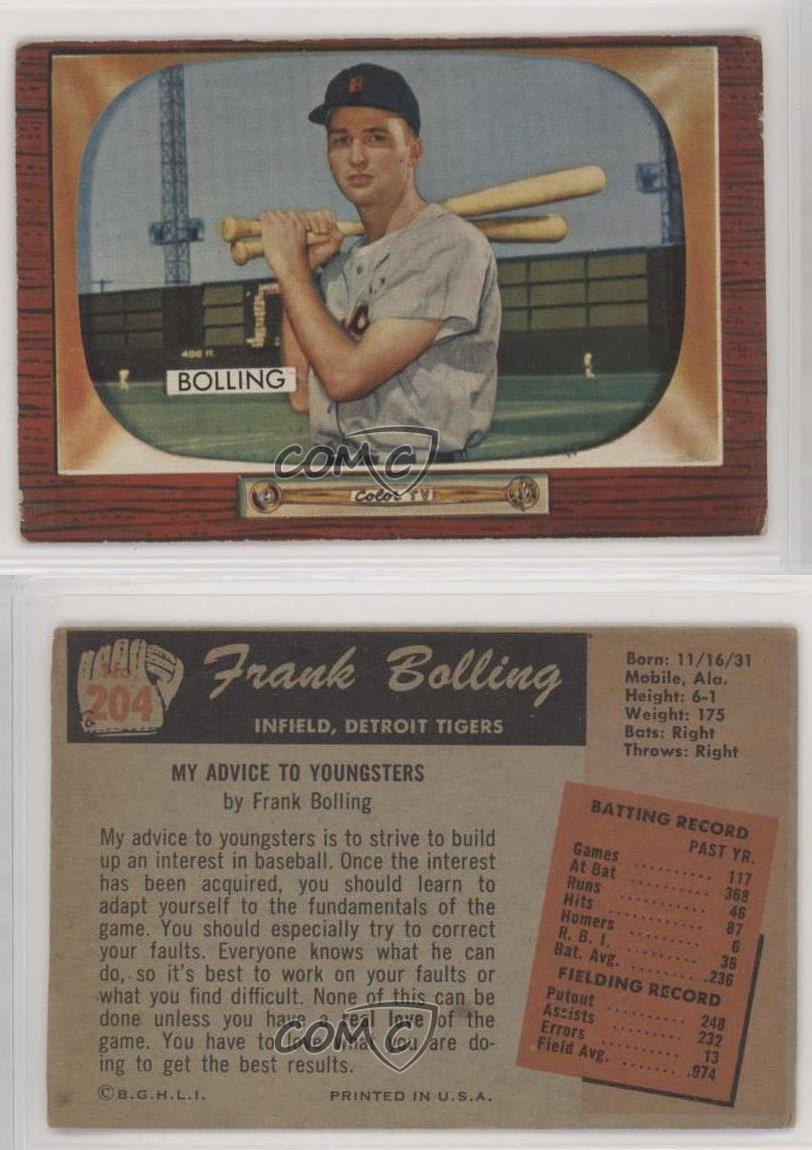 400 FT
BOLLING
COMC
Color TV
No.
204
Frank Bolling
INFIELD, DETROIT TIGERS
Born: 11/16/31
Mobile, Ala.
Height: 6-1
Weight: 175
Bats: Right
Throws: Right
MY ADVICE TO YOUNGSTERS
by Frank Bolling
My advice to youngsters is to strive to build
up an interest in baseball. Once the interest
has been acquired, you should learn to
adapt yourself to the fundamentals of the
game. You should especially try to correct
your faults. Everyone knows what he can
do, so it's best to work on your faults or
what you find difficult. None of this can be
done unless you have a real love of the
game. You have to love what you are do-
ing to get the best results.
COMC
©B.G.H.L.I.
PRINTED IN U.S.A.
BATTING RECORD
PAST YR.
Games .......... 117
At Bat .......... 368
Runs .......... 46
Hits .......... 87
Homers .......... 6
R. B. I. .......... 38
Bat. Avg. .......... .236
FIELDING RECORD
Putout .......... 248
Assists .......... 232
Errors .......... 13
Field Avg. .......... .974